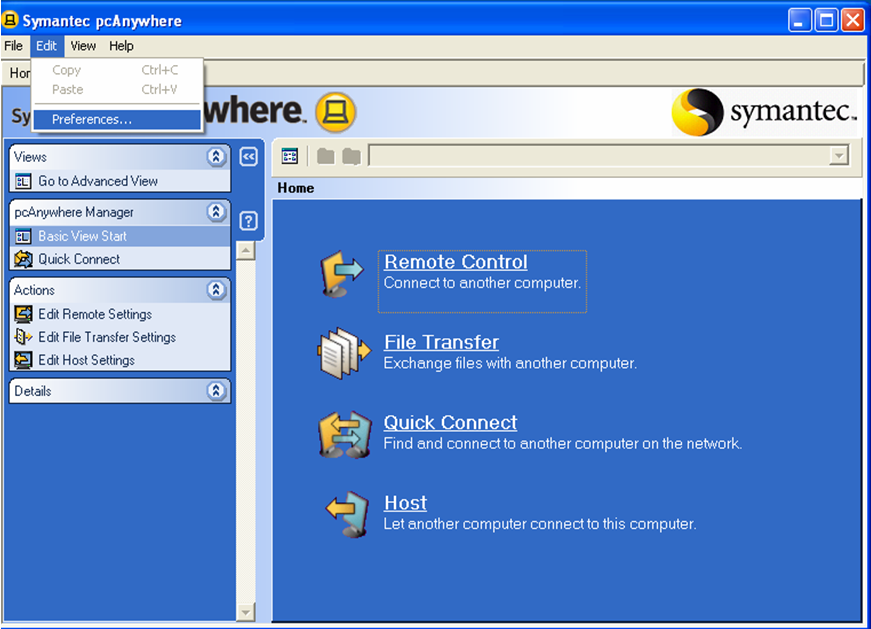 Symantec pcAnywhere
File Edit View Help
Copy Ctrl+C
Paste Ctrl+V
Preferences...
Hor
Sy
where.
symantec.
Views
Go to Advanced View
pcAnywhere Manager
Basic View Start
Quick Connect
Actions
Edit Remote Settings
Edit File Transfer Settings
Edit Host Settings
Details
Home
Remote Control
Connect to another computer.
File Transfer
Exchange files with another computer.
Quick Connect
Find and connect to another computer on the network.
Host
Let another computer connect to this computer.